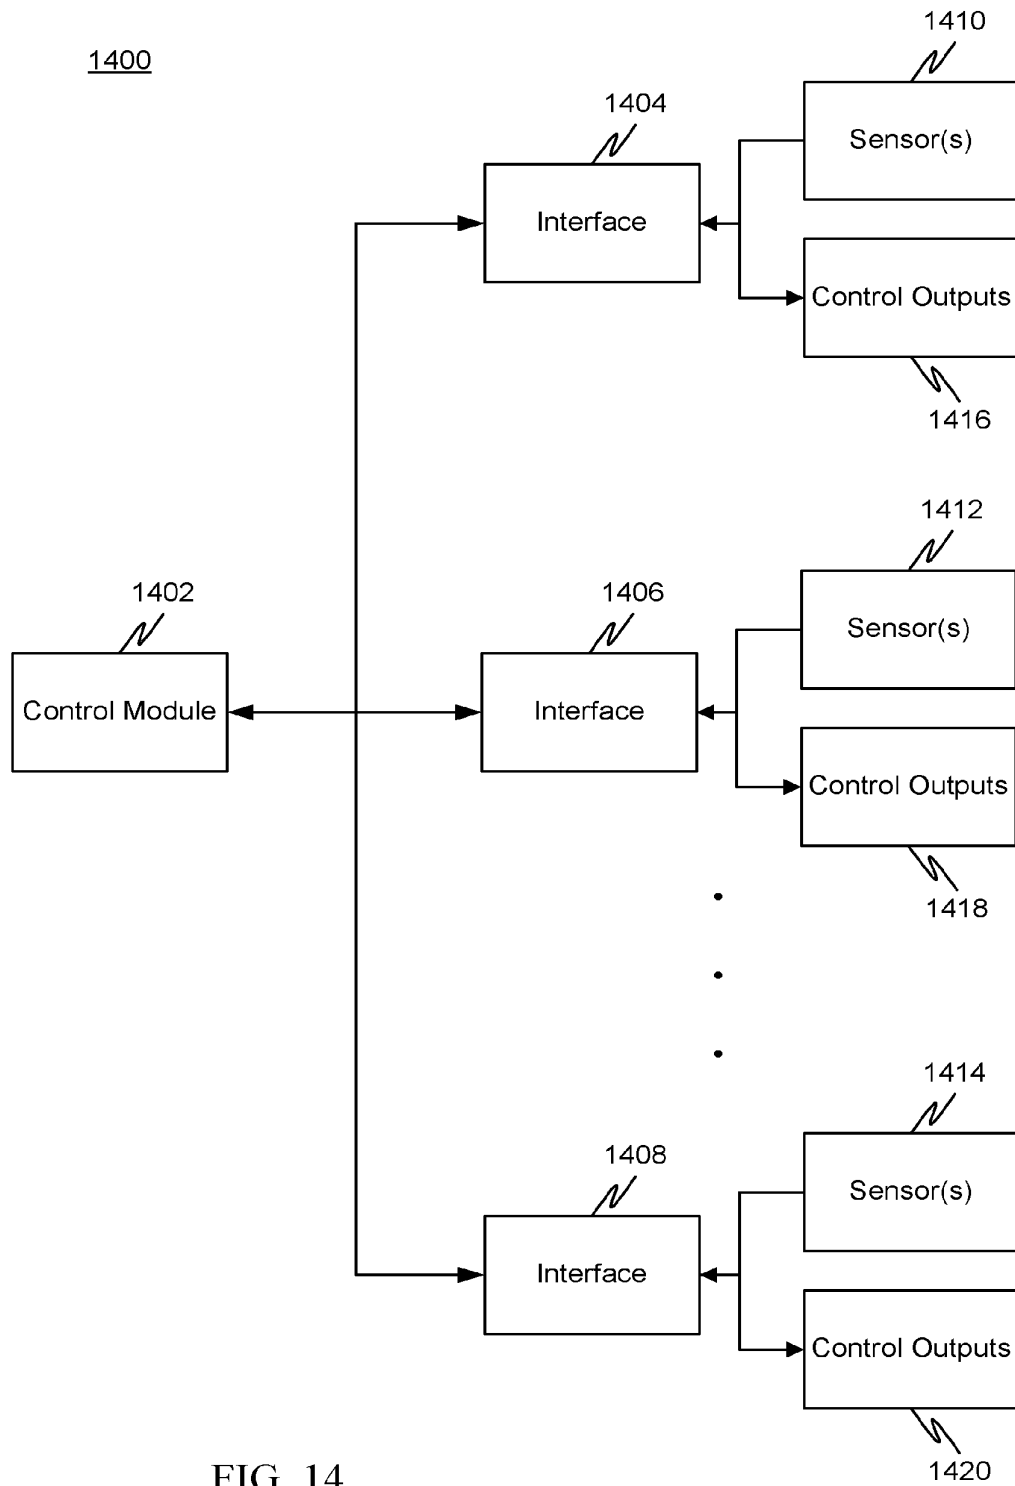 1400
1410
1404
Sensor(s)
Interface
Control Outputs
1416
1412
1402
1406
Sensor(s)
Control Module
Interface
Control Outputs
1418
1414
1408
Sensor(s)
Interface
Control Outputs
1420
FIG. 14